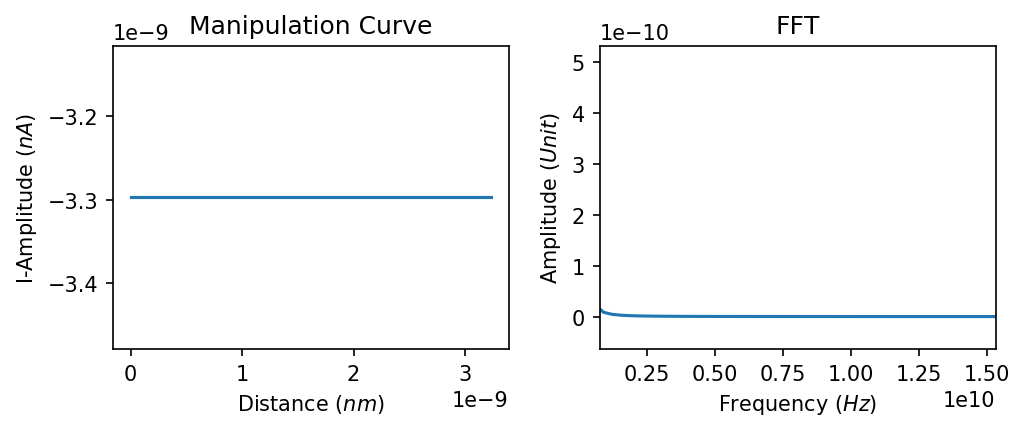 Manipulation Curve
1e−9
I-Amplitude (nA)
−3.2
−3.3
−3.4
0 1 2 3
1e−9
Distance (nm)
FFT
1e−10
Amplitude (Unit)
5
4
3
2
1
0
0.25 0.50 0.75 1.00 1.25 1.50
1e10
Frequency (Hz)